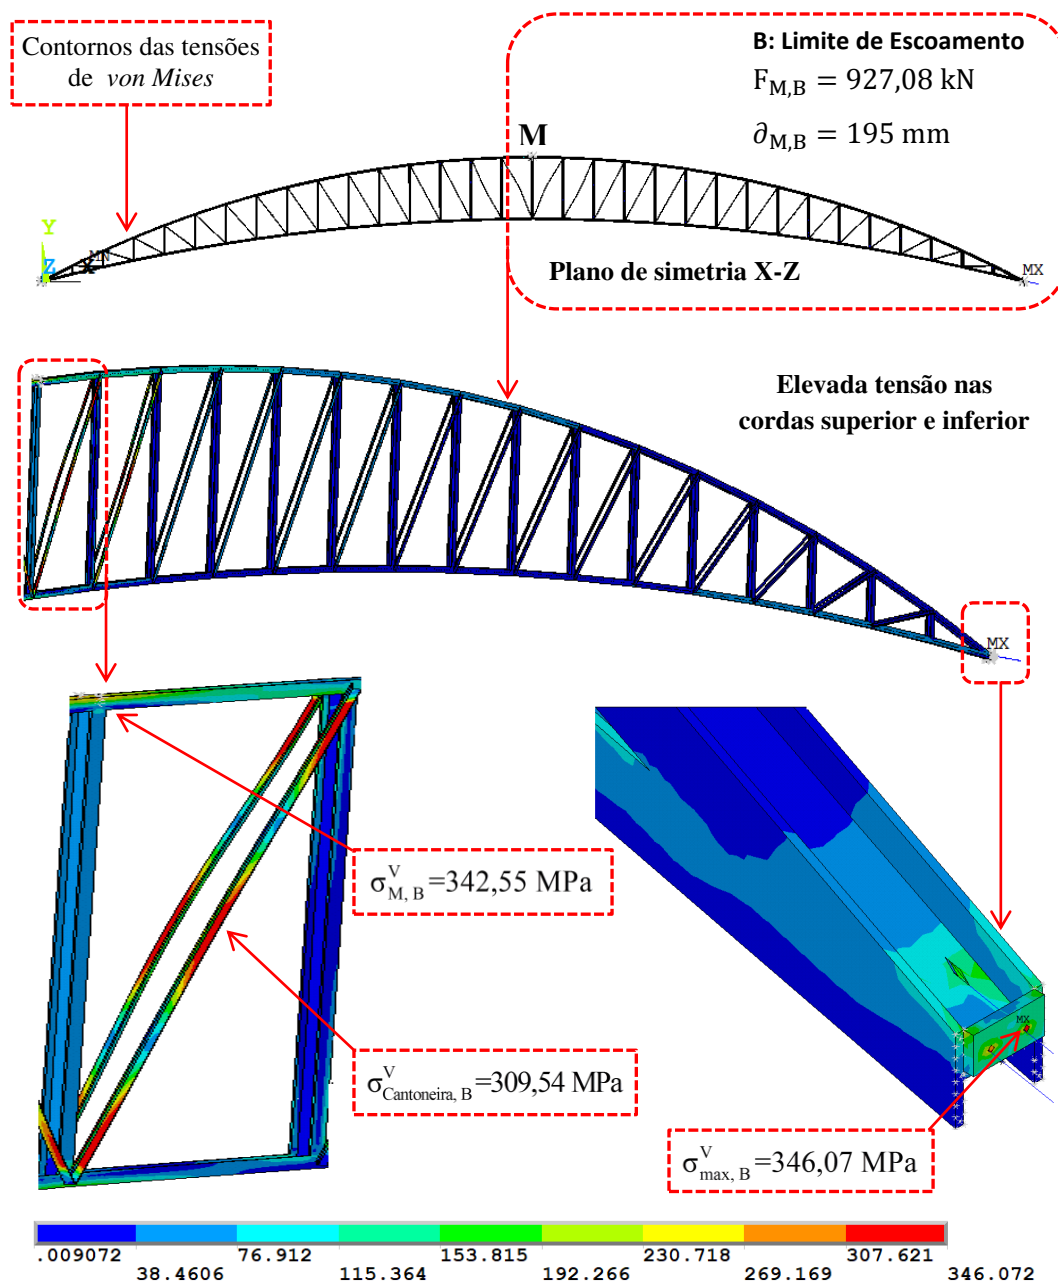 Contornos das tensões
de von Mises
B: Limite de Escoamento
F_M,B = 927,08 kN
∂_M,B = 195 mm
M
Y
Z
X
MN
MX
Plano de simetria X-Z
Elevada tensão nas
cordas superior e inferior
MX
σ^V_M, B =342,55 MPa
σ^V_Cantoneira, B =309,54 MPa
MX
σ^V_max, B =346,07 MPa
.009072 76.912 153.815 230.718 307.621
38.4606 115.364 192.266 269.169 346.072